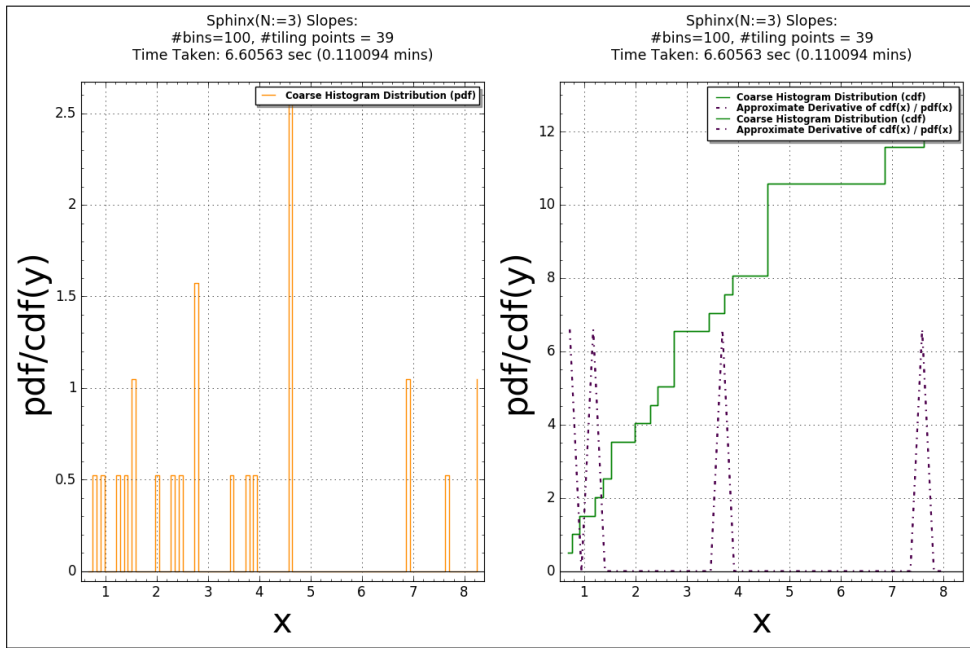 Sphinx(N:=3) Slopes:
#bins=100, #tiling points = 39
Time Taken: 6.60563 sec (0.110094 mins)
Coarse Histogram Distribution (pdf)
pdf/cdf(y)
2.5
2
1.5
1
0.5
0
1 2 3 4 5 6 7 8
x
Sphinx(N:=3) Slopes:
#bins=100, #tiling points = 39
Time Taken: 6.60563 sec (0.110094 mins)
Coarse Histogram Distribution (cdf)
Approximate Derivative of cdf(x) / pdf(x)
Coarse Histogram Distribution (cdf)
Approximate Derivative of cdf(x) / pdf(x)
pdf/cdf(y)
12
10
8
6
4
2
0
1 2 3 4 5 6 7 8
x